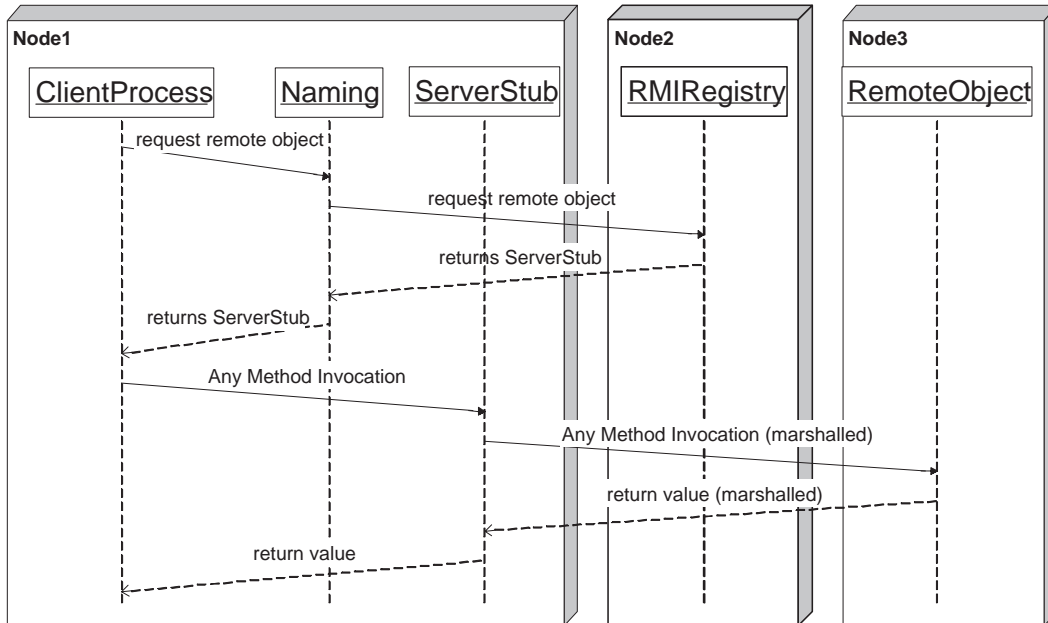 Node1
Node2
Node3
ClientProcess
Naming
ServerStub
RMIRegistry
RemoteObject
request remote object
request remote object
returns ServerStub
returns ServerStub
Any Method Invocation
Any Method Invocation (marshalled)
return value (marshalled)
return value